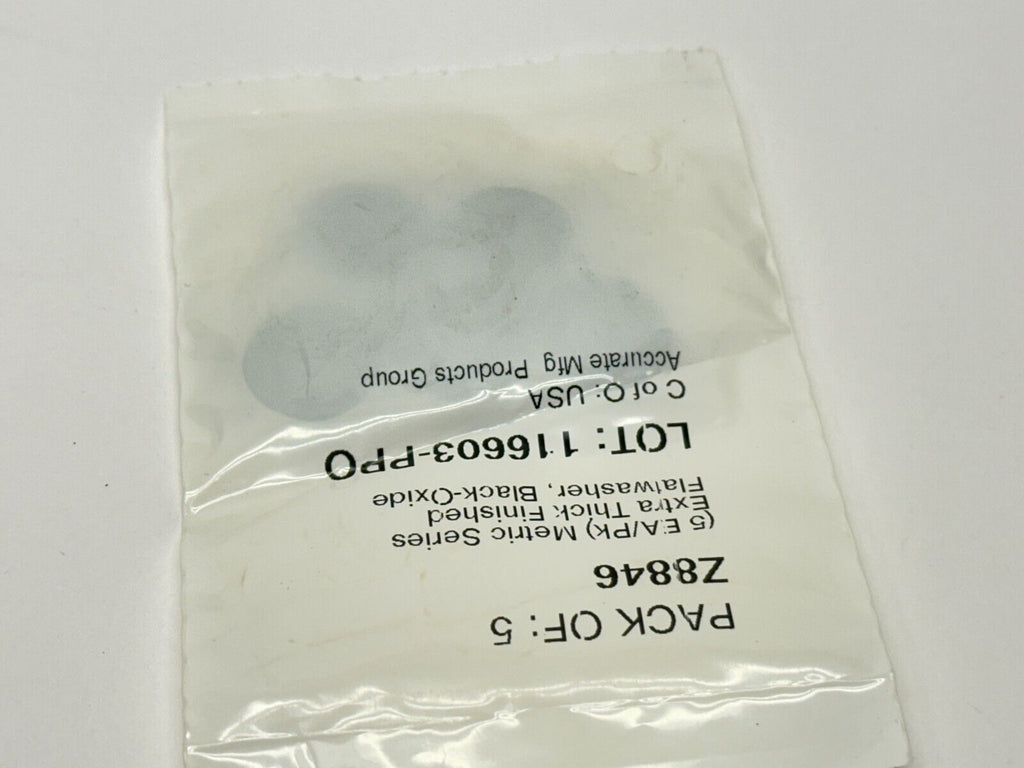 PACK OF: 5
Z8846
(5 EA/Pk) Metric Series
Extra Thick Finished
Flatwasher, Black-Oxide
LOT: 116603-PPO
C of O: USA
Accurate Mfg Products Group